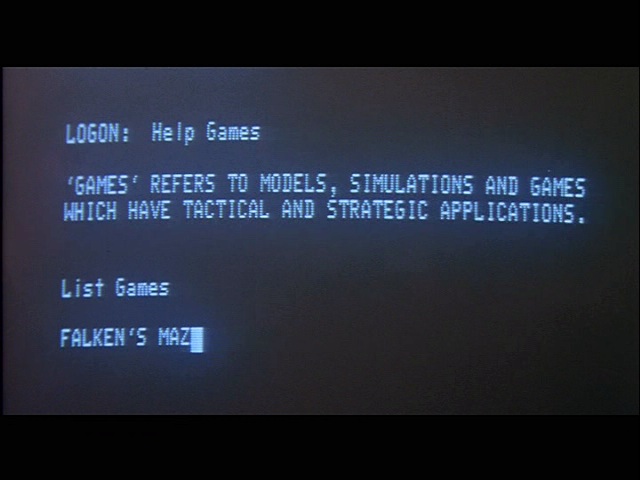 LOGON: Help Games
'GAMES' REFERS TO MODELS, SIMULATIONS AND GAMES
WHICH HAVE TACTICAL AND STRATEGIC APPLICATIONS.
List Games
FALKEN'S MAZ